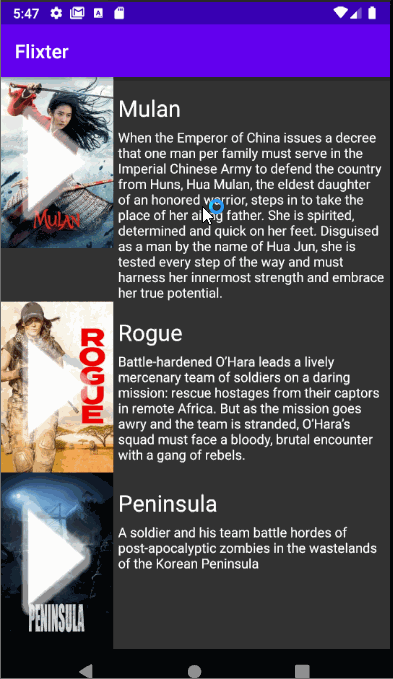 5:47
Flixter
MULAN
Mulan
When the Emperor of China issues a decree
that one man per family must serve in the
Imperial Chinese Army to defend the country
from Huns, Hua Mulan, the eldest daughter
of an honored warrior, steps in to take the
place of her ailing father. She is spirited,
determined and quick on her feet. Disguised
as a man by the name of Hua Jun, she is
tested every step of the way and must
harness her innermost strength and embrace
her true potential.
ROGUE
Rogue
Battle-hardened O’Hara leads a lively
mercenary team of soldiers on a daring
mission: rescue hostages from their captors
in remote Africa. But as the mission goes
awry and the team is stranded, O’Hara’s
squad must face a bloody, brutal encounter
with a gang of rebels.
PENINSULA
Peninsula
A soldier and his team battle hordes of
post-apocalyptic zombies in the wastelands
of the Korean Peninsula